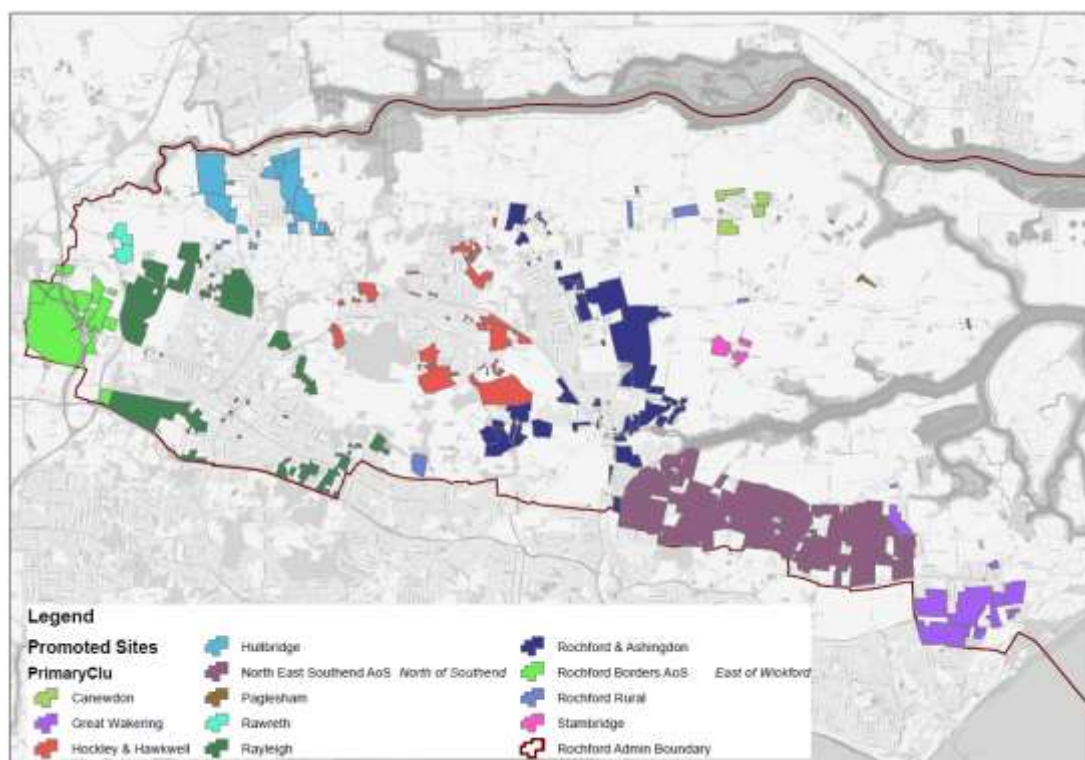 Legend
Promoted Sites
PrimaryClu
Canewdon
Great Wakering
Hockley & Hawkwell
Hullbridge
North East Southend AoS North of Southend
Paglesham
Rawreth
Rayleigh
Rochford & Ashingdon
Rochford Borders AoS East of Wickford
Rochford Rural
Stambridge
Rochford Admin Boundary